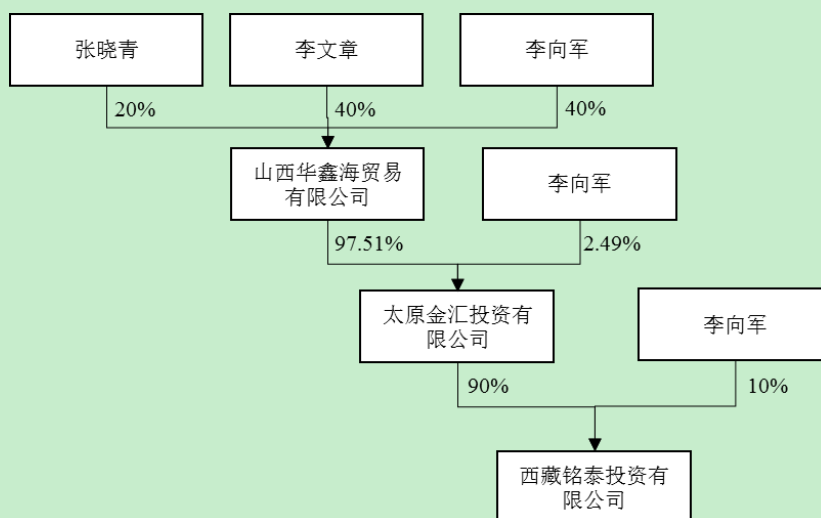 张晓青
李文章
李向军
20%
40%
40%
山西华鑫海贸易
有限公司
李向军
97.51%
2.49%
太原金汇投资有
限公司
李向军
90%
10%
西藏铭泰投资有
限公司